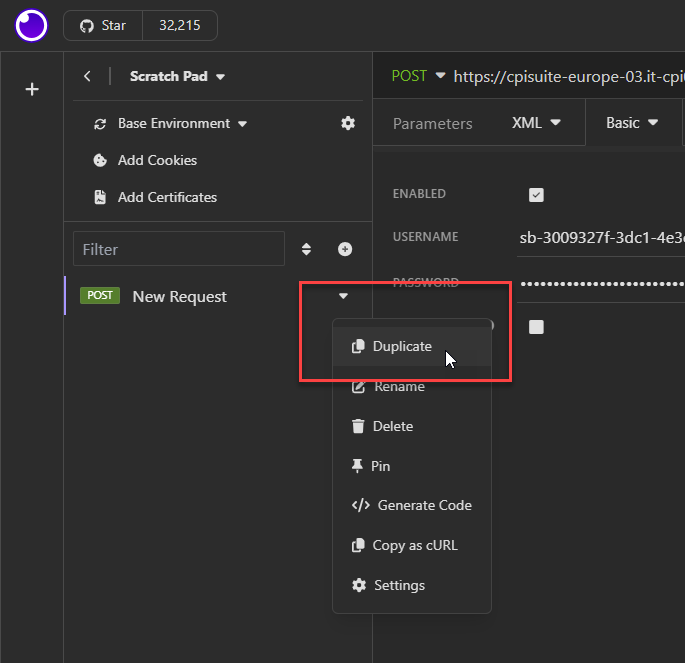 Star 32,215
Scratch Pad
POST https://cpisuite-europe-03.it-cpi
Base Environment
Parameters XML Basic
Add Cookies
Add Certificates
ENABLED
USERNAME sb-3009327f-3dc1-4e3
Filter
PASSWORD ••••••••••••••••••••
POST New Request
Duplicate
Rename
Delete
Pin
</> Generate Code
Copy as cURL
Settings